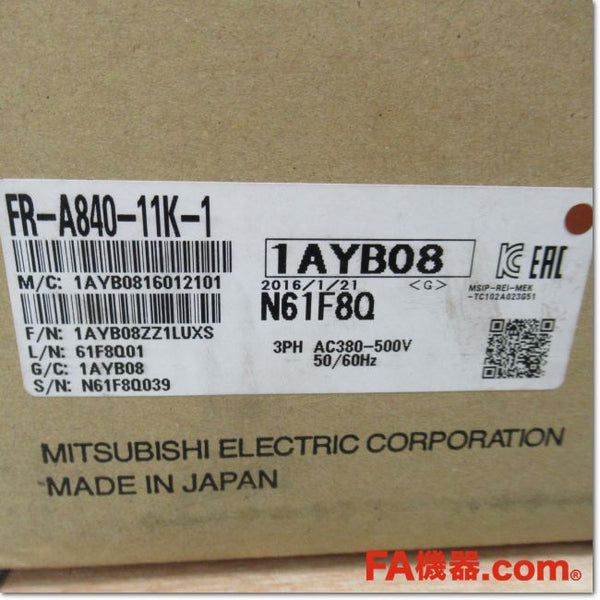 FR-A840-11K-1
M/C: 1AYB0816012101
F/N: 1AYB08ZZ1LUXS
L/N: 61F8Q01
G/C: 1AYB08
S/N: N61F8Q039
1AYB08
2016/1/21 <G>
N61F8Q
3PH AC380-500V
50/60Hz
EAC
MSIP-REI-MEK
-TC102A023G51
MITSUBISHI ELECTRIC CORPORATION
MADE IN JAPAN
FA機器.com®